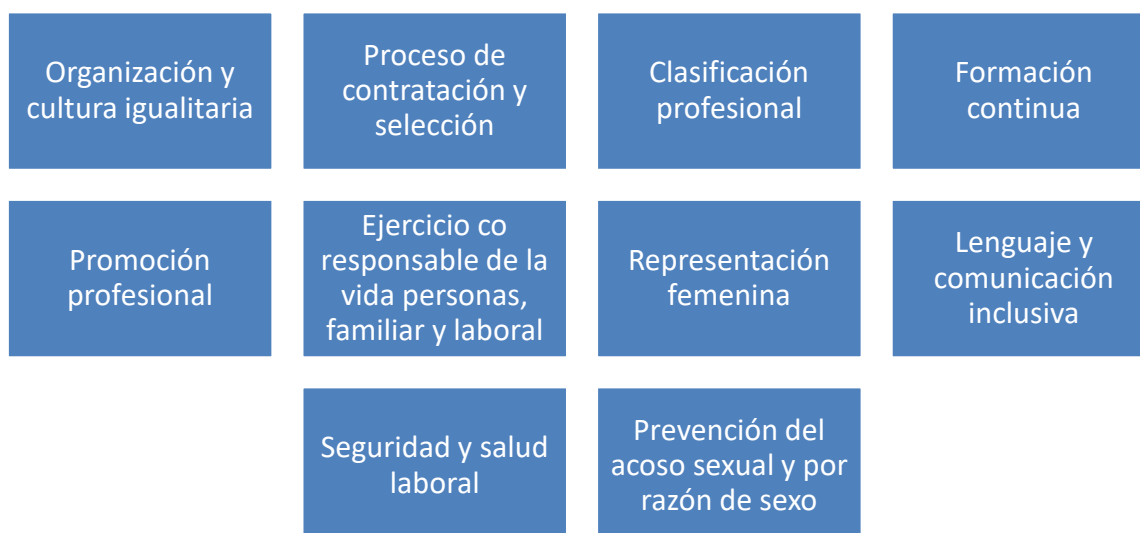 Organización y
cultura igualitaria
Proceso de
contratación y
selección
Clasificación
profesional
Formación
continua
Promoción
profesional
Ejercicio co
responsable de la
vida personas,
familiar y laboral
Representación
femenina
Lenguaje y
comunicación
inclusiva
Seguridad y salud
laboral
Prevención del
acoso sexual y por
razón de sexo